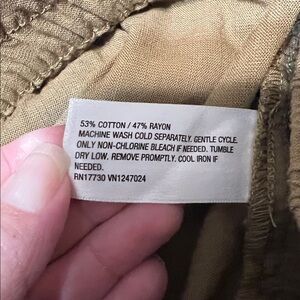 53% COTTON / 47% RAYON
MACHINE WASH COLD SEPARATELY. GENTLE CYCLE.
ONLY NON-CHLORINE BLEACH IF NEEDED. TUMBLE
DRY LOW. REMOVE PROMPTLY. COOL IRON IF
NEEDED.
RN17730 VN1247024